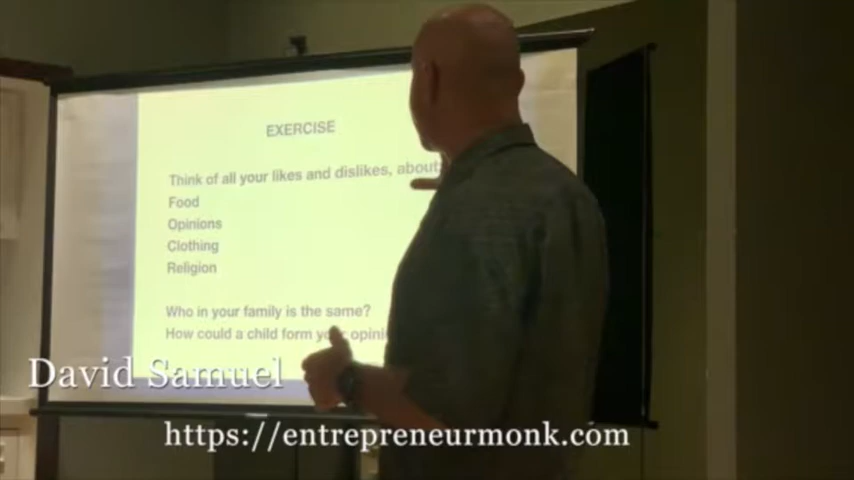 EXERCISE
Think of all your likes and dislikes, about:
Food
Opinions
Clothing
Religion
Who in your family is the same?
How could a child form your
David Samuel
https://entrepreneurmonk.com